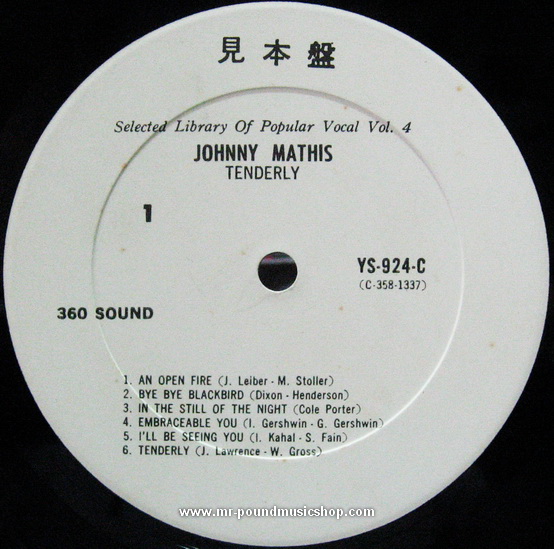 見本盤
Selected Library Of Popular Vocal Vol. 4
JOHNNY MATHIS
TENDERLY
1
YS-924-C
(C-358-1337)
360 SOUND
1. AN OPEN FIRE (J. Leiber - M. Stoller)
2. BYE BYE BLACKBIRD (Dixon - Henderson)
3. IN THE STILL OF THE NIGHT (Cole Porter)
4. EMBRACEABLE YOU (I. Gershwin - G. Gershwin)
5. I'LL BE SEEING YOU (I. Kahal - S. Fain)
6. TENDERLY (J. Lawrence - W. Gross)
www.mr-poundmusicshop.com